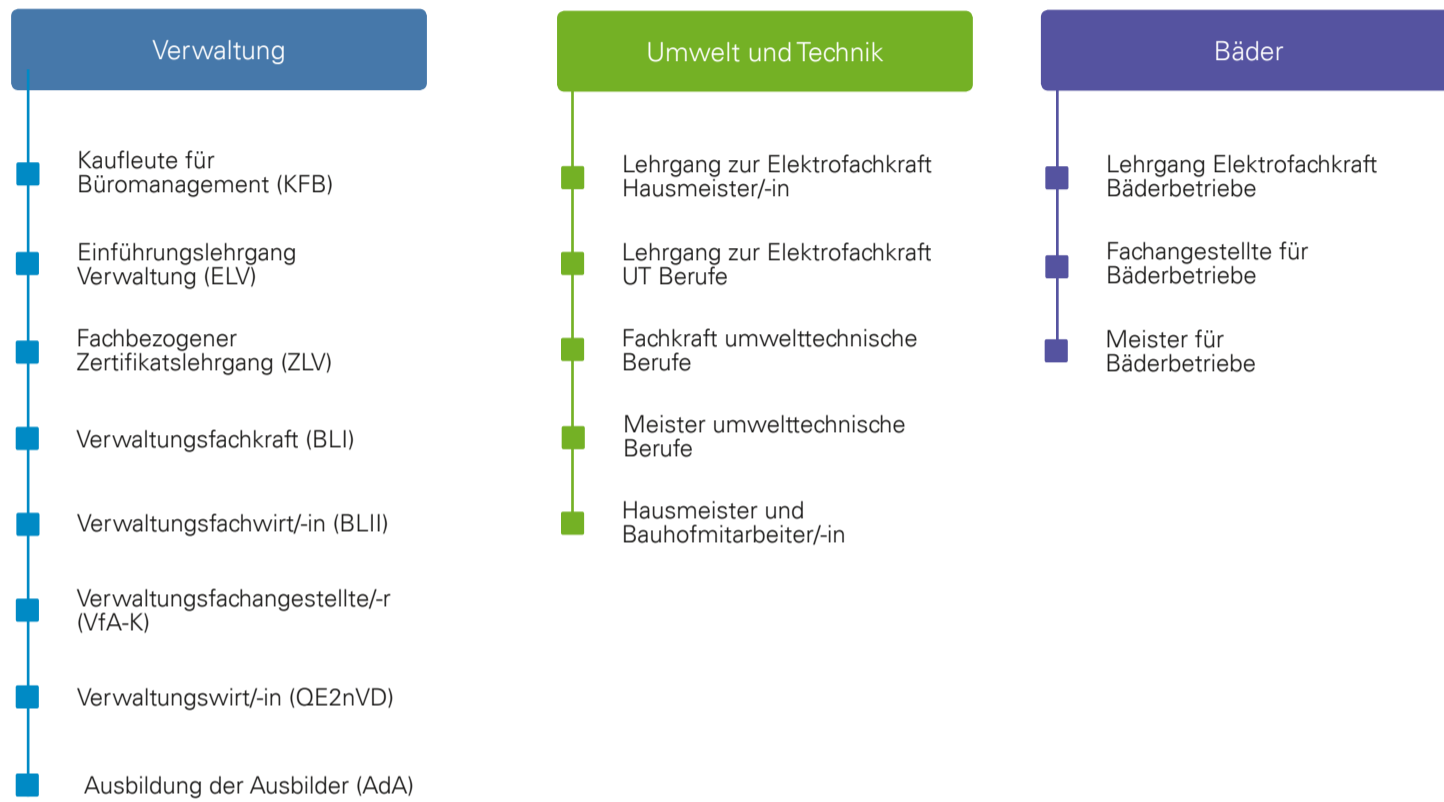 Verwaltung
Kaufleute für
Büromanagement (KFB)
Einführungslehrgang
Verwaltung (ELV)
Fachbezogener
Zertifikatslehrgang (ZLV)
Verwaltungsfachkraft (BLI)
Verwaltungsfachwirt/-in (BLII)
Verwaltungsfachangestellte/-r
(VfA-K)
Verwaltungswirt/-in (QE2nVD)
Ausbildung der Ausbilder (AdA)
Umwelt und Technik
Lehrgang zur Elektrofachkraft
Hausmeister/-in
Lehrgang zur Elektrofachkraft
UT Berufe
Fachkraft umwelttechnische
Berufe
Meister umwelttechnische
Berufe
Hausmeister und
Bauhofmitarbeiter/-in
Bäder
Lehrgang Elektrofachkraft
Bäderbetriebe
Fachangestellte für
Bäderbetriebe
Meister für
Bäderbetriebe